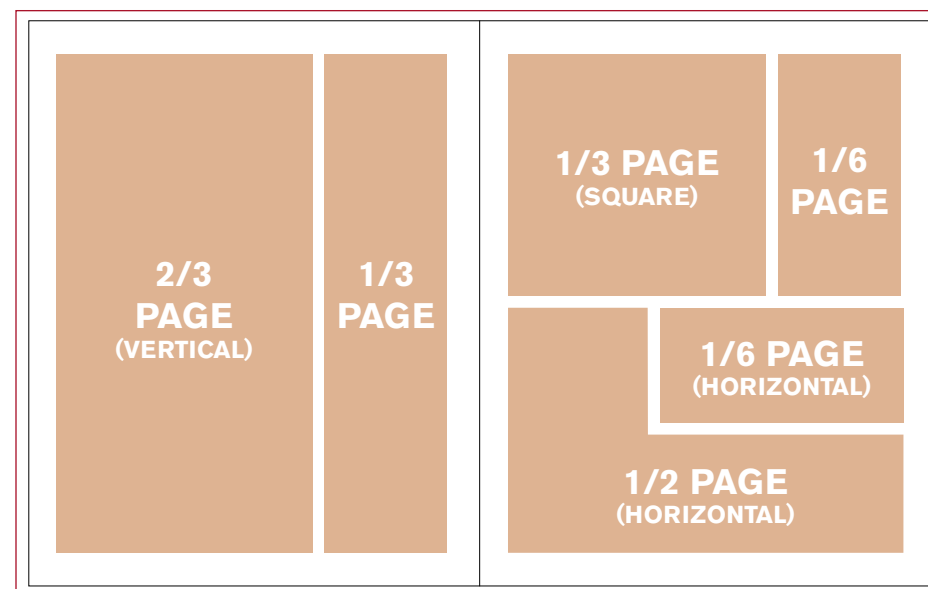 2/3
PAGE
(VERTICAL)
1/3
PAGE
1/3 PAGE
(SQUARE)
1/6
PAGE
1/6 PAGE
(HORIZONTAL)
1/2 PAGE
(HORIZONTAL)